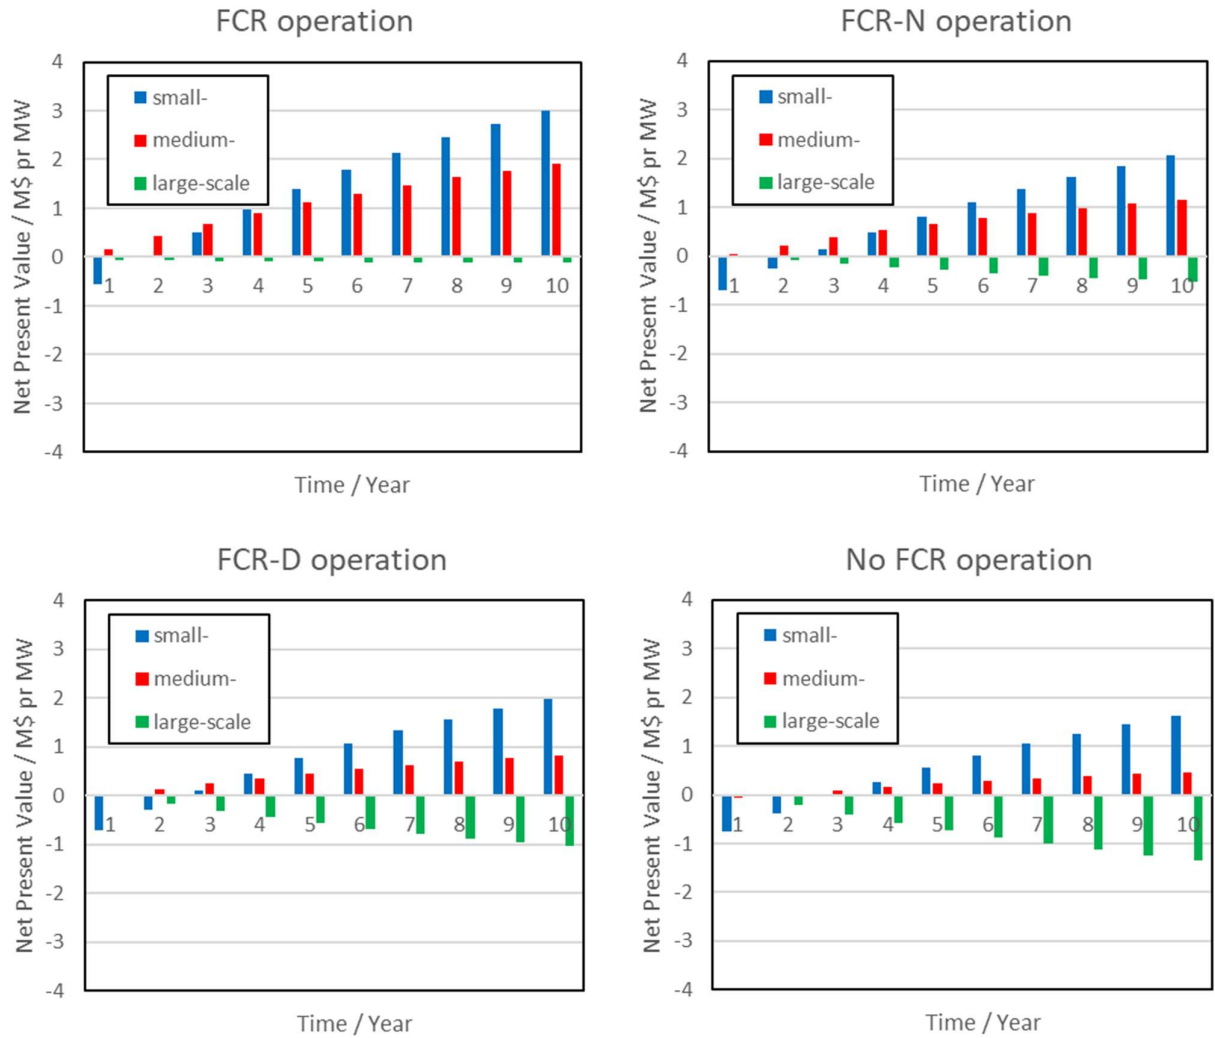 FCR operation
4
3
2
1
0
-1
-2
-3
-4
Net Present Value / M$ pr MW
small-
medium-
large-scale
1 2 3 4 5 6 7 8 9 10
Time / Year
FCR-N operation
4
3
2
1
0
-1
-2
-3
-4
Net Present Value / M$ pr MW
small-
medium-
large-scale
1 2 3 4 5 6 7 8 9 10
Time / Year
FCR-D operation
4
3
2
1
0
-1
-2
-3
-4
Net Present Value / M$ pr MW
small-
medium-
large-scale
1 2 3 4 5 6 7 8 9 10
Time / Year
No FCR operation
4
3
2
1
0
-1
-2
-3
-4
Net Present Value / M$ pr MW
small-
medium-
large-scale
1 2 3 4 5 6 7 8 9 10
Time / Year